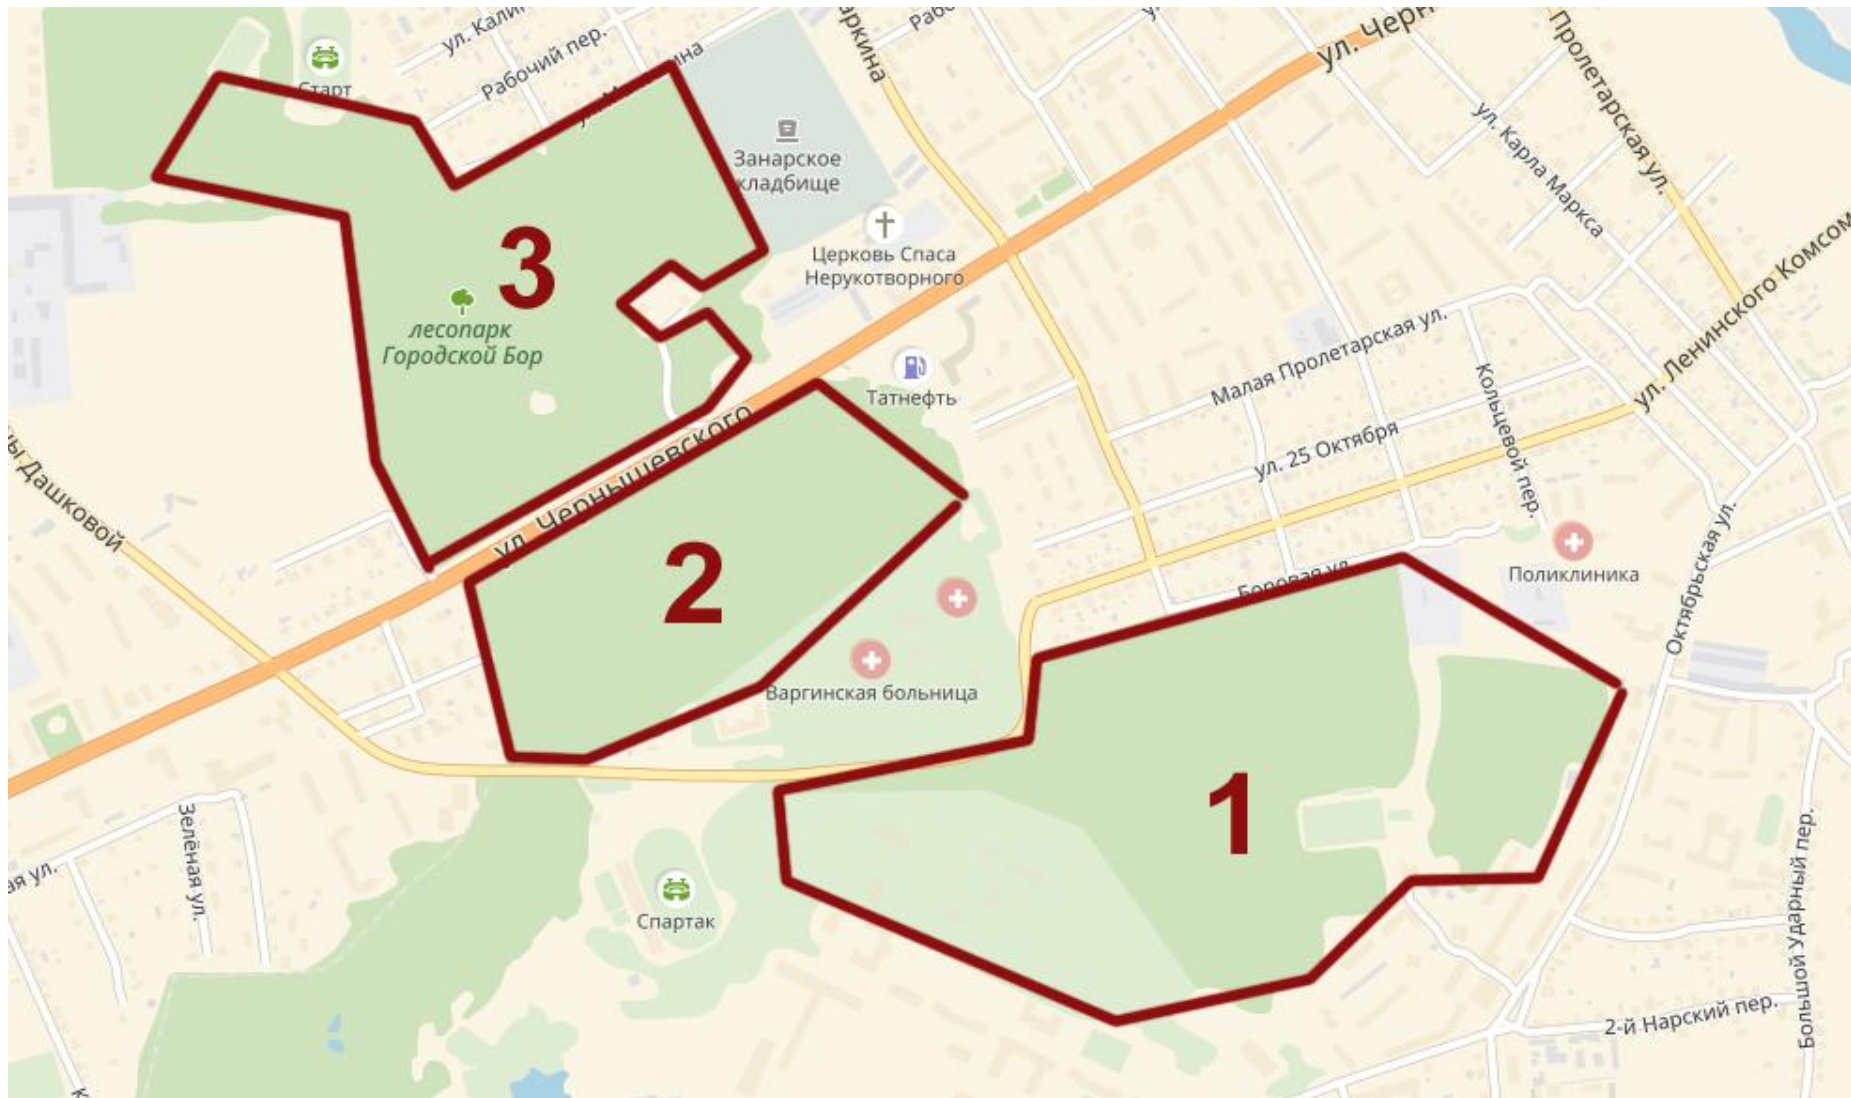 ул. Кали
Рабочий пер.
Старт
Занарское
кладбище
Церковь Спаса
Нерукотворного
ул. Черн
Пролетарская ул.
ул. Карла Маркса
ул. Ленинского Комсом
3
лесопарк
Городской Бор
Татнефть
Малая Пролетарская ул.
ул. 25 Октября
Кольцевой пер.
ул. Чернышевского
ны Дашковой
2
Боровая ул.
Поликлиника
Октябрьская ул.
Варгинская больница
1
Зелёная ул.
ая ул.
Спартак
Большой Ударный пер.
2-й Нарский пер.